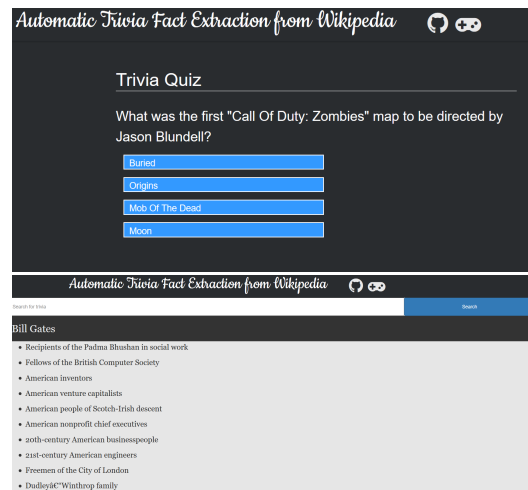 Automatic Trivia Fact Extraction from Wikipedia
Trivia Quiz
What was the first "Call Of Duty: Zombies" map to be directed by
Jason Blundell?
Buried
Origins
Mob Of The Dead
Moon
Automatic Trivia Fact Extraction from Wikipedia
Search for trivia
Search
Bill Gates
• Recipients of the Padma Bhushan in social work
• Fellows of the British Computer Society
• American inventors
• American venture capitalists
• American people of Scotch-Irish descent
• American nonprofit chief executives
• 20th-century American businesspeople
• 21st-century American engineers
• Freemen of the City of London
• Dudleyâ€“Winthrop family